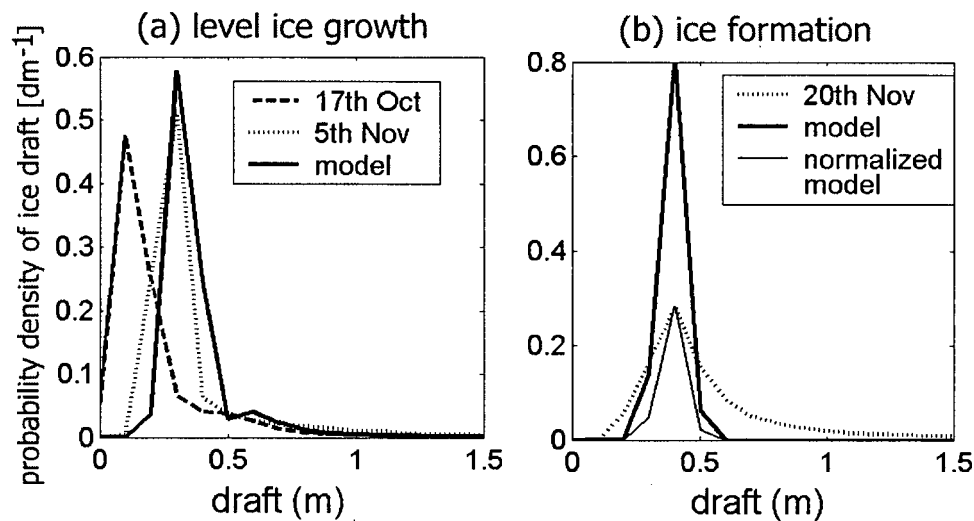 (a) level ice growth
probability density of ice draft [dm⁻¹]
0.6
0.5
0.4
0.3
0.2
0.1
0
17th Oct
5th Nov
model
0
0.5
1
1.5
draft (m)
(b) ice formation
0.8
0.6
0.4
0.2
0
20th Nov
model
normalized
model
0
0.5
1
1.5
draft (m)